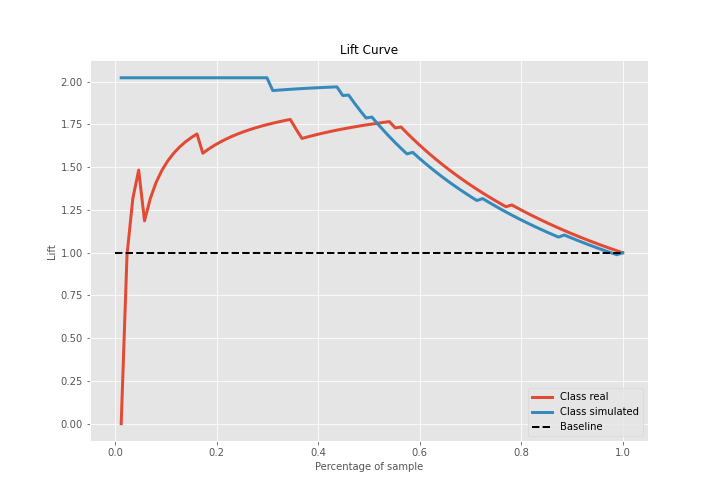 Lift Curve
2.00
1.75
1.50
1.25
1.00
0.75
0.50
0.25
0.00
Lift
0.0 0.2 0.4 0.6 0.8 1.0
Percentage of sample
Class real
Class simulated
Baseline